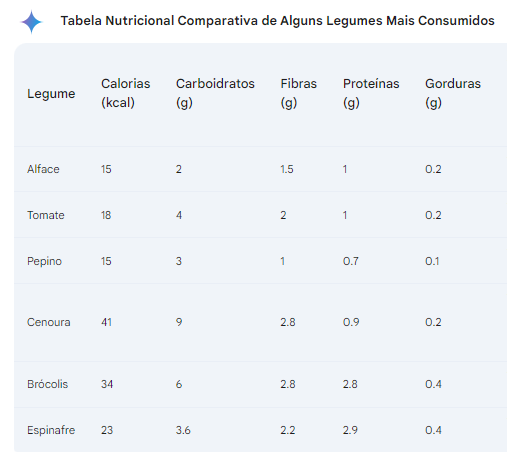 Tabela Nutricional Comparativa de Alguns Legumes Mais Consumidos
Legume Calorias (kcal) Carboidratos (g) Fibras (g) Proteínas (g) Gorduras (g)
Alface 15 2 1.5 1 0.2
Tomate 18 4 2 1 0.2
Pepino 15 3 1 0.7 0.1
Cenoura 41 9 2.8 0.9 0.2
Brócolis 34 6 2.8 2.8 0.4
Espinafre 23 3.6 2.2 2.9 0.4